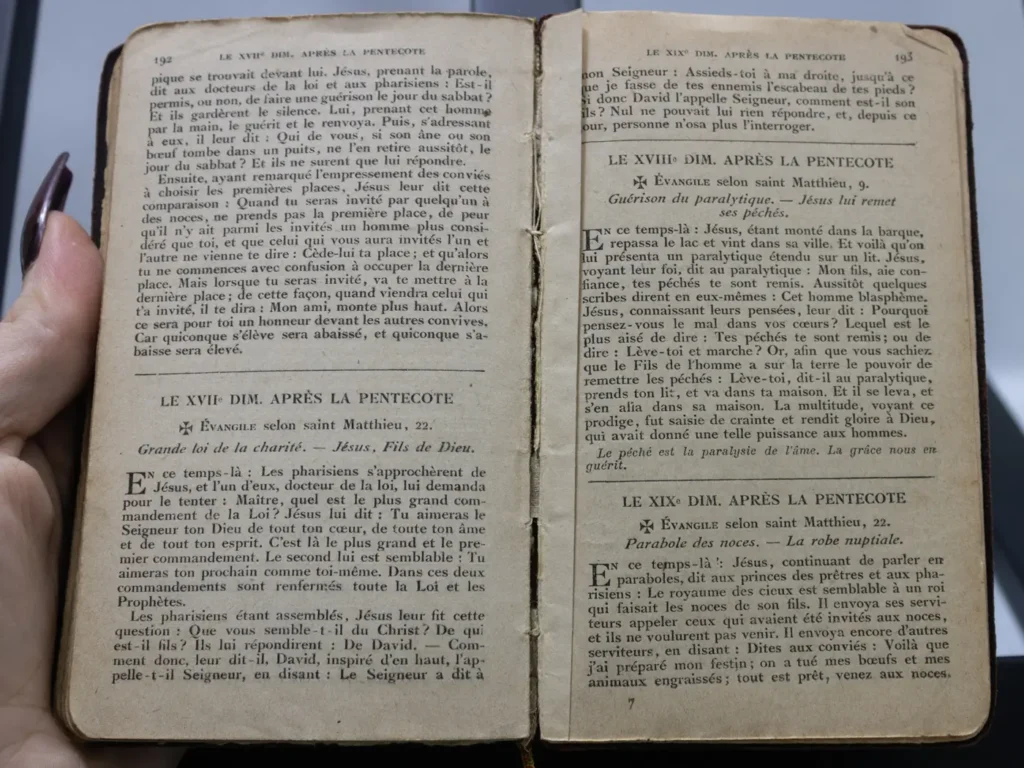 192
LE XVIIᵉ DIM. APRÈS LA PENTECOTE
pique se trouvait devant lui. Jésus, prenant la parole,
dit aux docteurs de la loi et aux pharisiens : Est-il
permis, ou non, de faire une guérison le jour du sabbat ?
Et ils gardèrent le silence. Lui, prenant cet homme
par la main, le guérit et le renvoya. Puis, s'adressant
à eux, il leur dit : Qui de vous, si son âne ou son
bœuf tombe dans un puits, ne l'en retire aussitôt, le
jour du sabbat ? Et ils ne surent que lui répondre.
Ensuite, ayant remarqué l'empressement des conviés
à choisir les premières places, Jésus leur dit cette
comparaison : Quand tu seras invité par quelqu'un à
des noces, ne prends pas la première place, de peur
qu'il n'y ait parmi les invités un homme plus consi-
déré que toi, et que celui qui vous aura invités l'un et
l'autre ne vienne te dire : Cède-lui ta place ; et qu'alors
tu ne commences avec confusion à occuper la dernière
place. Mais lorsque tu seras invité, va te mettre à la
dernière place ; de cette façon, quand viendra celui qui
t'a invité, il te dira : Mon ami, monte plus haut. Alors
ce sera pour toi un honneur devant les autres convives.
Car quiconque s'élève sera abaissé, et quiconque s'a-
baisse sera élevé.
LE XVIIᵉ DIM. APRÈS LA PENTECOTE
✠ ÉVANGILE selon saint Matthieu, 22.
Grande loi de la charité. — Jésus, Fils de Dieu.
EN ce temps-là : Les pharisiens s'approchèrent de
Jésus, et l'un d'eux, docteur de la loi, lui demanda
pour le tenter : Maître, quel est le plus grand com-
mandement de la Loi ? Jésus lui dit : Tu aimeras le
Seigneur ton Dieu de tout ton cœur, de toute ton âme
et de tout ton esprit. C'est là le plus grand et le pre-
mier commandement. Le second lui est semblable : Tu
aimeras ton prochain comme toi-même. Dans ces deux
commandements sont renfermés toute la Loi et les
Prophètes.
Les pharisiens étant assemblés, Jésus leur fit cette
question : Que vous semble-t-il du Christ ? De qui
est-il fils ? Ils lui répondirent : De David. — Com-
ment donc, leur dit-il, David, inspiré d'en haut, l'ap-
pelle-t-il Seigneur, en disant : Le Seigneur a dit à
LE XIXᵉ DIM. APRÈS LA PENTECOTE
193
mon Seigneur : Assieds-toi à ma droite, jusqu'à ce
que je fasse de tes ennemis l'escabeau de tes pieds ?
Si donc David l'appelle Seigneur, comment est-il son
fils ? Nul ne pouvait lui rien répondre, et, depuis ce
jour, personne n'osa plus l'interroger.
LE XVIIIᵉ DIM. APRÈS LA PENTECOTE
✠ ÉVANGILE selon saint Matthieu, 9.
Guérison du paralytique. — Jésus lui remet
ses péchés.
EN ce temps-là : Jésus, étant monté dans la barque,
repassa le lac et vint dans sa ville. Et voilà qu'on
lui présenta un paralytique étendu sur un lit. Jésus,
voyant leur foi, dit au paralytique : Mon fils, aie con-
fiance, tes péchés te sont remis. Aussitôt quelques
scribes dirent en eux-mêmes : Cet homme blasphème.
Jésus, connaissant leurs pensées, leur dit : Pourquoi
pensez-vous le mal dans vos cœurs ? Lequel est le
plus aisé de dire : Tes péchés te sont remis ; ou de
dire : Lève-toi et marche ? Or, afin que vous sachiez
que le Fils de l'homme a sur la terre le pouvoir de
remettre les péchés : Lève-toi, dit-il au paralytique,
prends ton lit, et va dans ta maison. Et il se leva, et
s'en alla dans sa maison. La multitude, voyant ce
prodige, fut saisie de crainte et rendit gloire à Dieu,
qui avait donné une telle puissance aux hommes.
Le péché est la paralysie de l'âme. La grâce nous en
guérit.
LE XIXᵉ DIM. APRÈS LA PENTECOTE
✠ ÉVANGILE selon saint Matthieu, 22.
Parabole des noces. — La robe nuptiale.
EN ce temps-là : Jésus, continuant de parler en
paraboles, dit aux princes des prêtres et aux pha-
risiens : Le royaume des cieux est semblable à un roi
qui faisait les noces de son fils. Il envoya ses servi-
teurs appeler ceux qui avaient été invités aux noces,
et ils ne voulurent pas venir. Il envoya encore d'autres
serviteurs, en disant : Dites aux conviés : Voilà que
j'ai préparé mon festin ; on a tué mes bœufs et mes
animaux engraissés ; tout est prêt, venez aux noces.
7